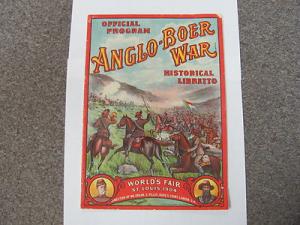 OFFICIAL
PROGRAM
ANGLO-BOER
WAR
HISTORICAL
LIBRETTO
WORLD'S FAIR
ST. LOUIS 1904